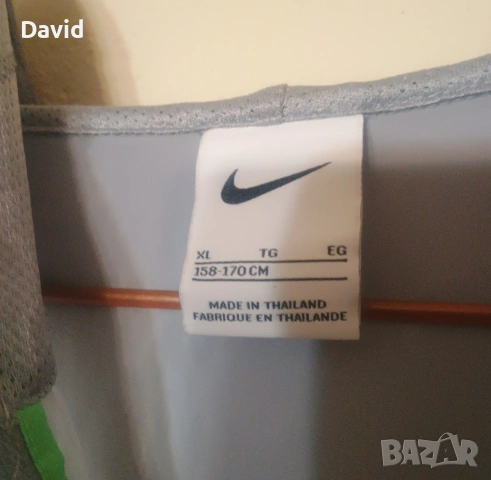 David
XL TG EG
158-170 CM
MADE IN THAILAND
FABRIQUE EN THAILANDE
BAZAR